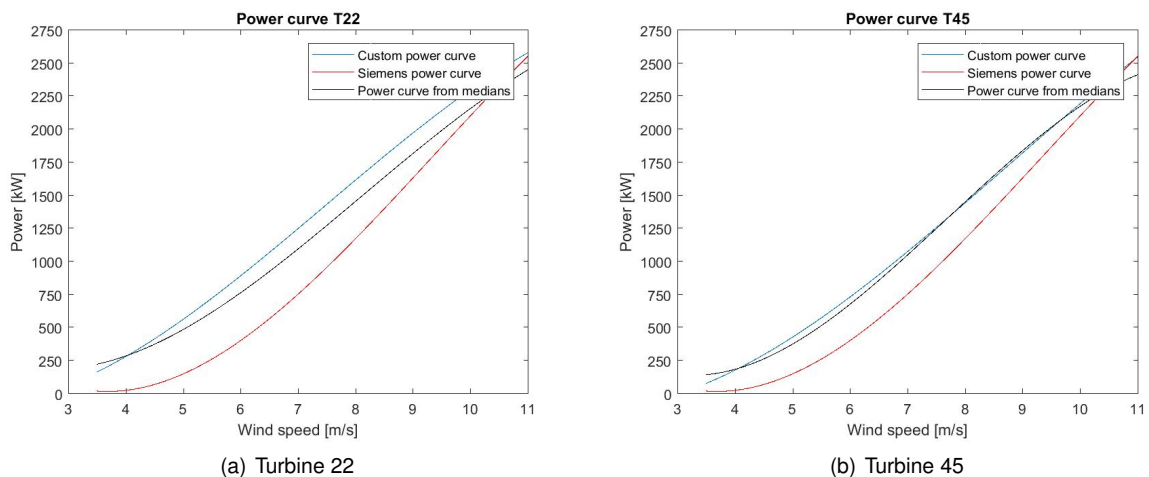 Power curve T22
2750
2500
2250
2000
1750
1500
1250
1000
750
500
250
0
Power [kW]
3 4 5 6 7 8 9 10 11
Wind speed [m/s]
Custom power curve
Siemens power curve
Power curve from medians
(a) Turbine 22
Power curve T45
2750
2500
2250
2000
1750
1500
1250
1000
750
500
250
0
Power [kW]
3 4 5 6 7 8 9 10 11
Wind speed [m/s]
Custom power curve
Siemens power curve
Power curve from medians
(b) Turbine 45